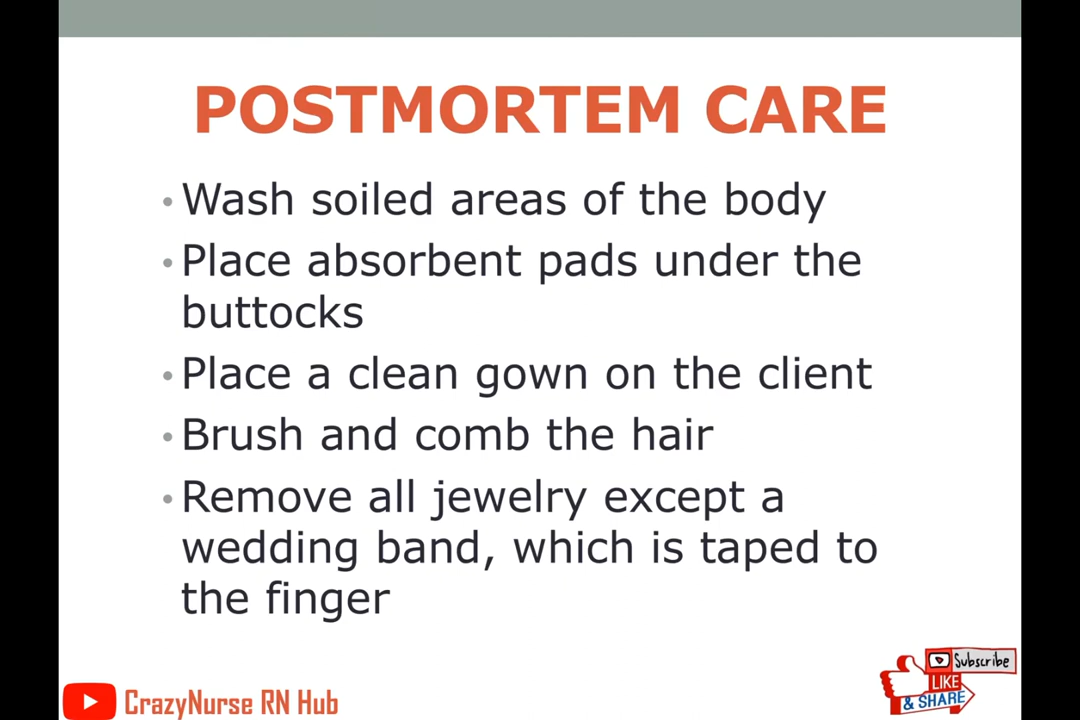 POSTMORTEM CARE
• Wash soiled areas of the body
• Place absorbent pads under the
buttocks
• Place a clean gown on the client
• Brush and comb the hair
• Remove all jewelry except a
wedding band, which is taped to
the finger
CrazyNurse RN Hub
Subscribe
LIKE
& SHARE